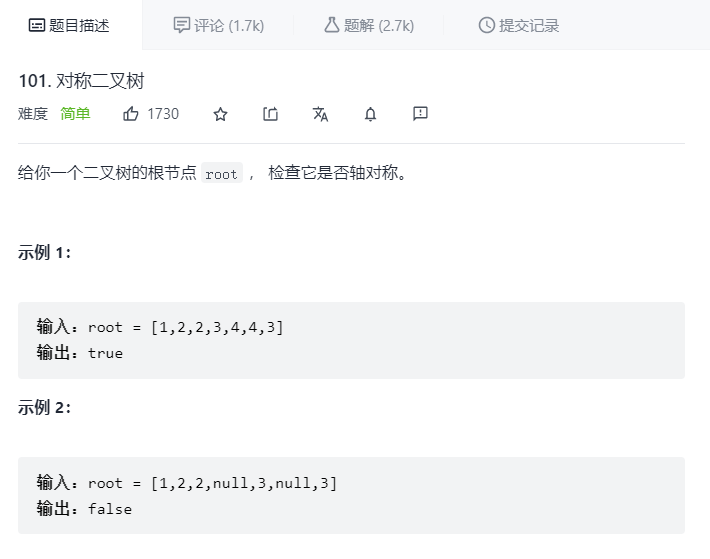 题目描述 评论 (1.7k) 题解 (2.7k) 提交记录
101. 对称二叉树
难度 简单 1730
给你一个二叉树的根节点 root ， 检查它是否轴对称。
示例 1：
输入：root = [1,2,2,3,4,4,3]
输出：true
示例 2：
输入：root = [1,2,2,null,3,null,3]
输出：false